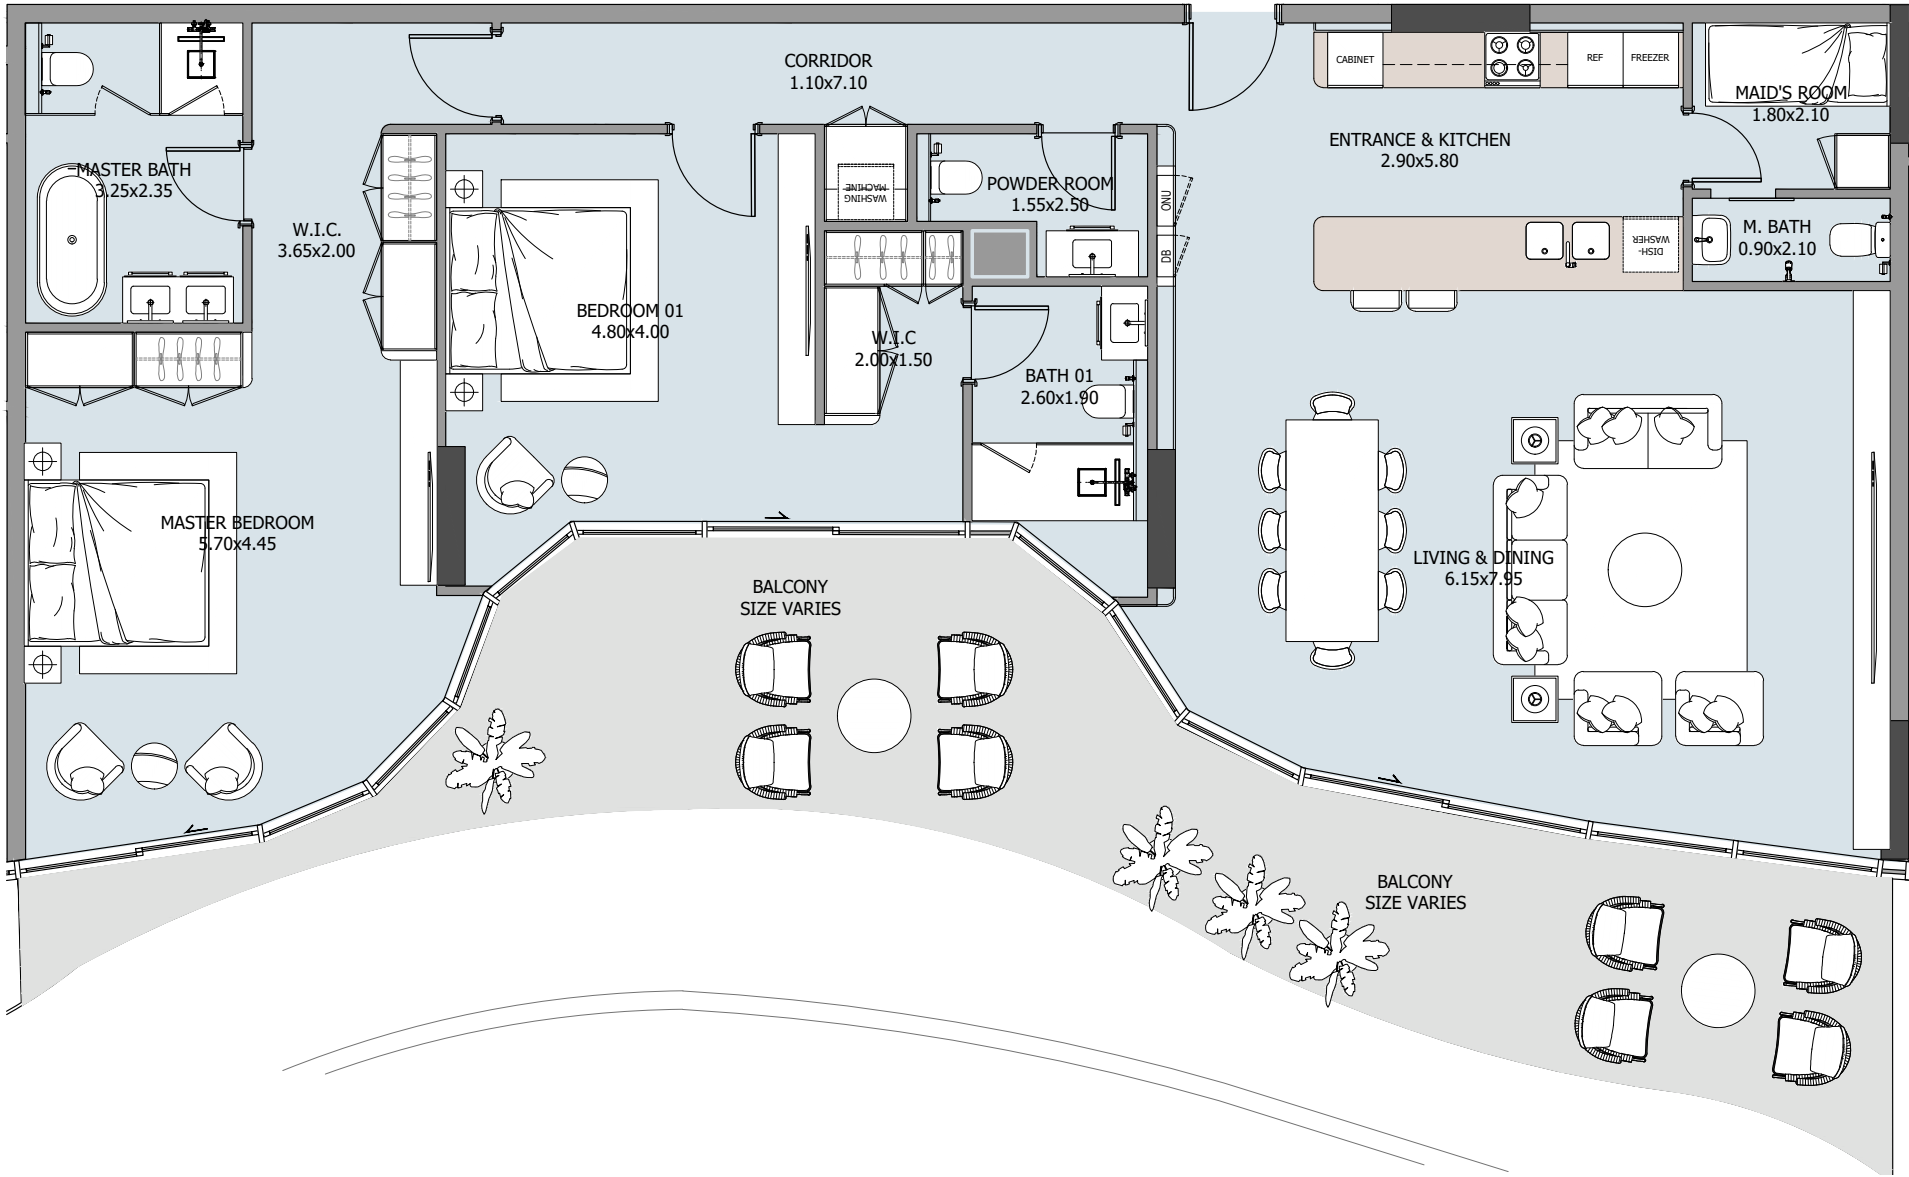 CORRIDOR
1.10x7.10
CABINET
REF
FREEZER
MAID'S ROOM
1.80x2.10
ENTRANCE & KITCHEN
2.90x5.80
MASTER BATH
3.25x2.35
WASHING
MACHINE
POWDER ROOM
1.55x2.50
ONU
W.I.C.
3.65x2.00
DB
DISH-
WASHER
M. BATH
0.90x2.10
BEDROOM 01
4.80x4.00
W.I.C
2.00x1.50
BATH 01
2.60x1.90
MASTER BEDROOM
5.70x4.45
LIVING & DINING
6.15x7.95
BALCONY
SIZE VARIES
BALCONY
SIZE VARIES